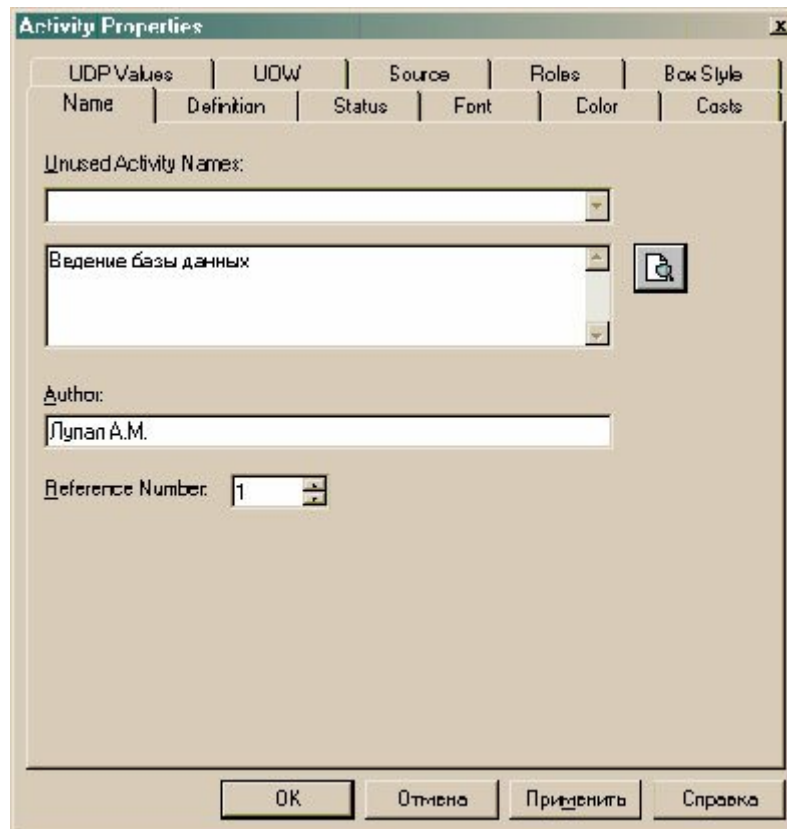 Activity Properties
UDP Values UOW Source Roles Box Style
Name Definition Status Font Color Costs
Unused Activity Names:
Ведение базы данных
Author:
Лупал А.М.
Reference Number: 1
OK Отмена Применить Справка